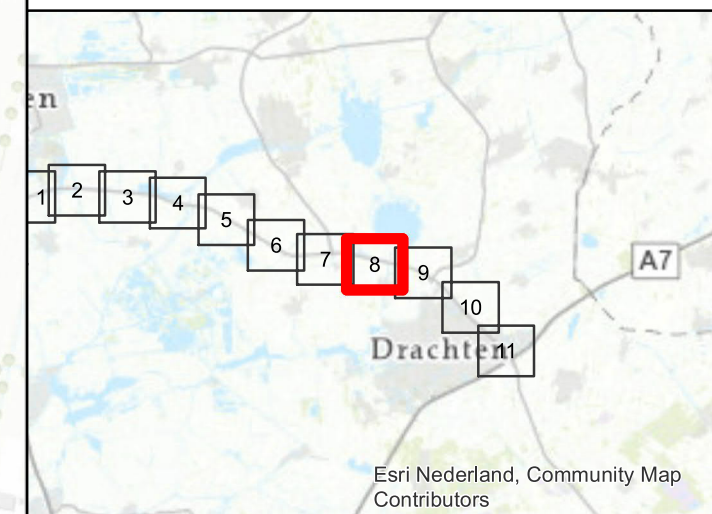 en
1 2 3 4 5 6 7 8 9 10 11
A7
Drachten
Esri Nederland, Community Map
Contributors